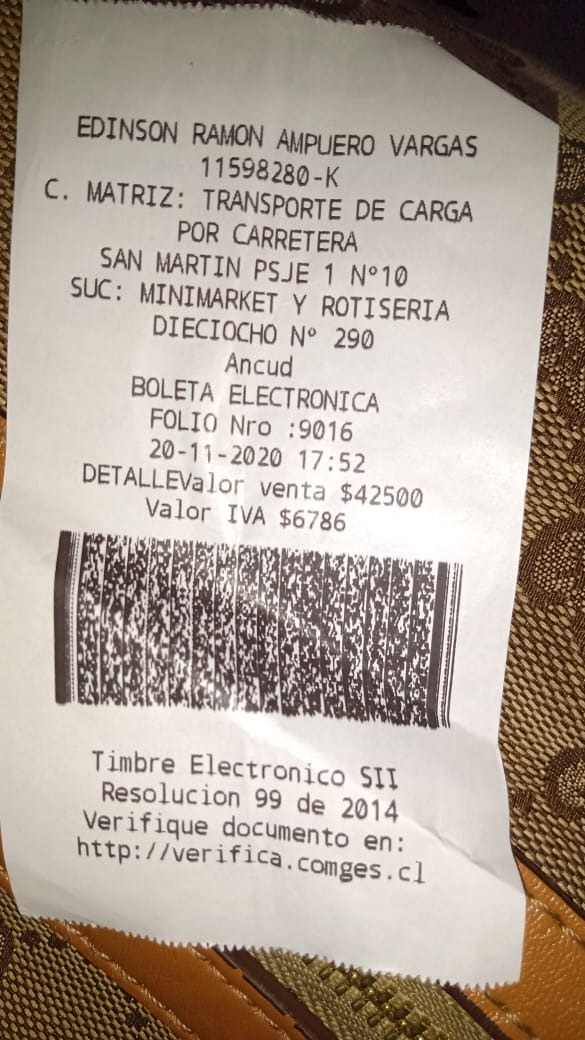 EDINSON RAMON AMPUERO VARGAS
11598280-K
C. MATRIZ: TRANSPORTE DE CARGA
POR CARRETERA
SAN MARTIN PSJE 1 Nº10
SUC: MINIMARKET Y ROTISERIA
DIECIOCHO Nº 290
Ancud
BOLETA ELECTRONICA
FOLIO Nro :9016
20-11-2020 17:52
DETALLEValor venta $42500
Valor IVA $6786
Timbre Electronico SII
Resolucion 99 de 2014
Verifique documento en:
http://verifica.comges.cl